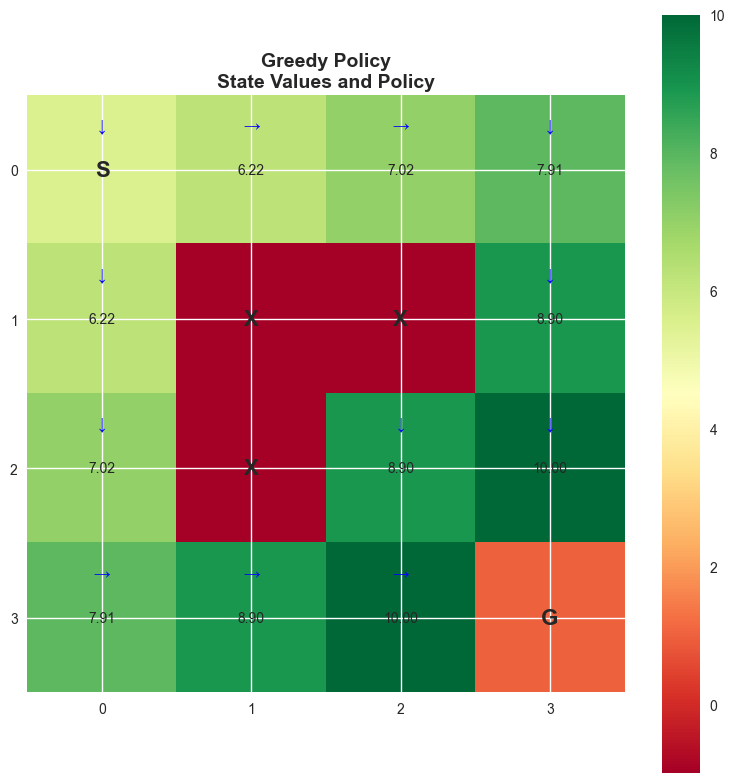 Greedy Policy
State Values and Policy
↓ → → ↓
0 S 6.22 7.02 7.91
↓ ↓
1 6.22 X X 8.90
↓ ↓ ↓
2 7.02 X 8.90 10.00
→ → →
3 7.91 8.90 10.00 G
0 1 2 3
10
8
6
4
2
0